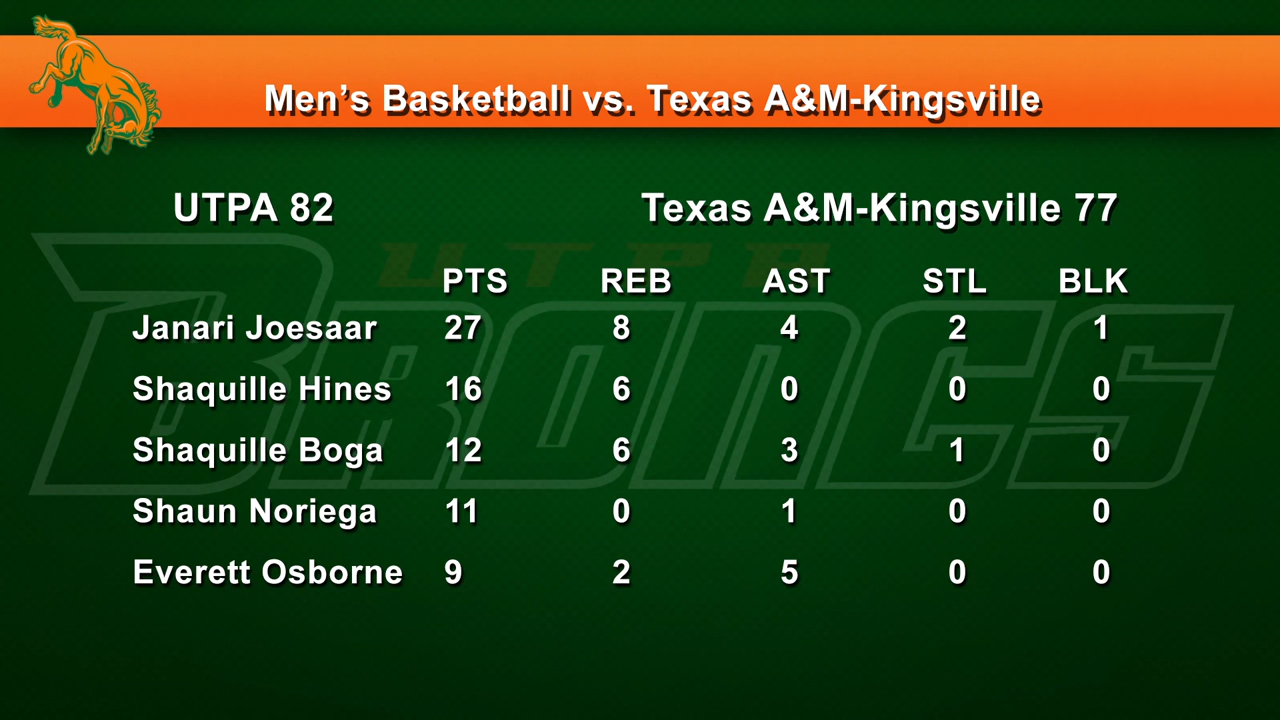 Men’s Basketball vs. Texas A&M-Kingsville
UTPA 82 Texas A&M-Kingsville 77
UTPA
BRONCS
PTS REB AST STL BLK
Janari Joesaar 27 8 4 2 1
Shaquille Hines 16 6 0 0 0
Shaquille Boga 12 6 3 1 0
Shaun Noriega 11 0 1 0 0
Everett Osborne 9 2 5 0 0